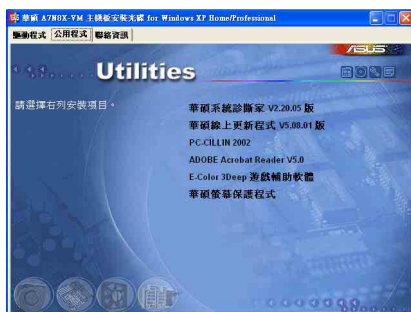 華碩 A7N8X-VM 主機板安裝光碟 for Windows XP Home/Professional
驅動程式 公用程式 聯絡資訊
ASUS
Utilities
請選擇右列安裝項目。
華碩系統診斷家 V2.20.05 版
華碩線上更新程式 V5.08.01 版
PC-CILLIN 2002
ADOBE Acrobat Reader V5.0
E-Color 3Deep 遊戲輔助軟體
華碩螢幕保護程式